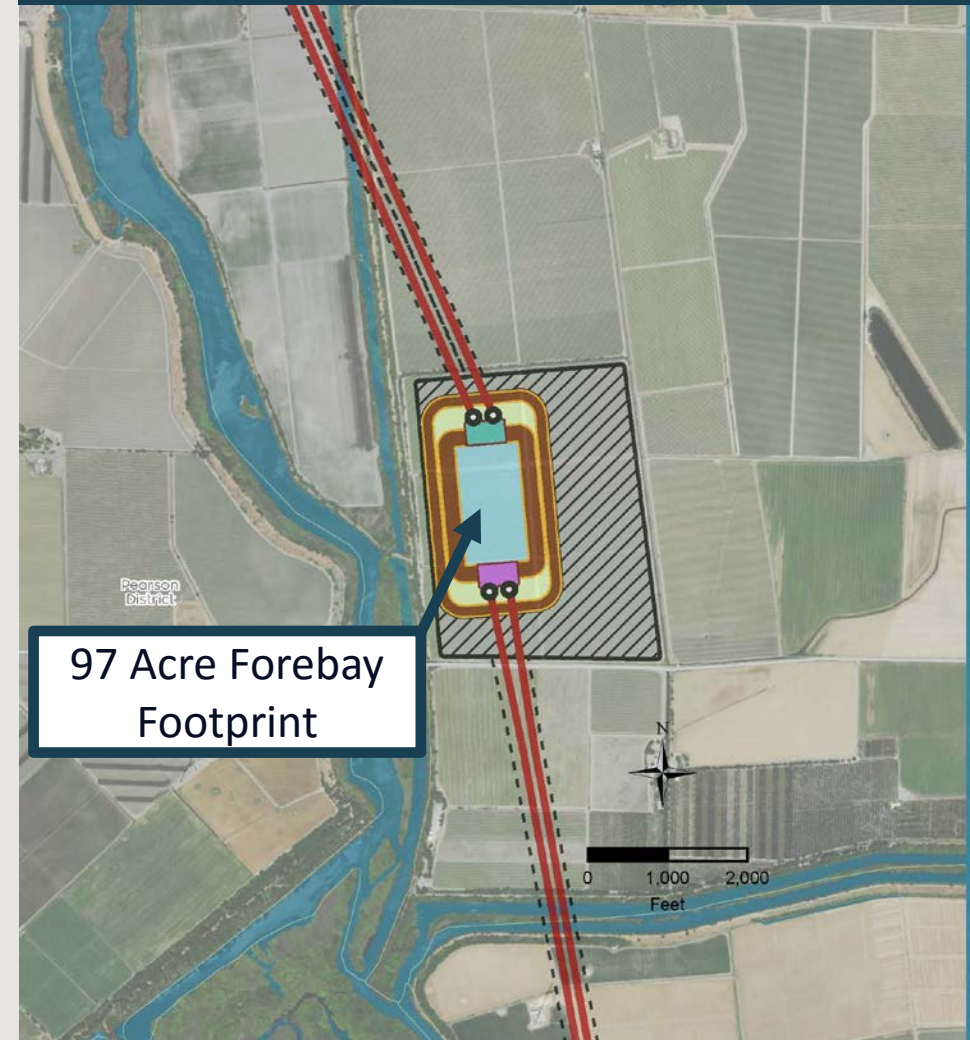 Pearson
District
97 Acre Forebay
Footprint
N
0 1,000 2,000
Feet